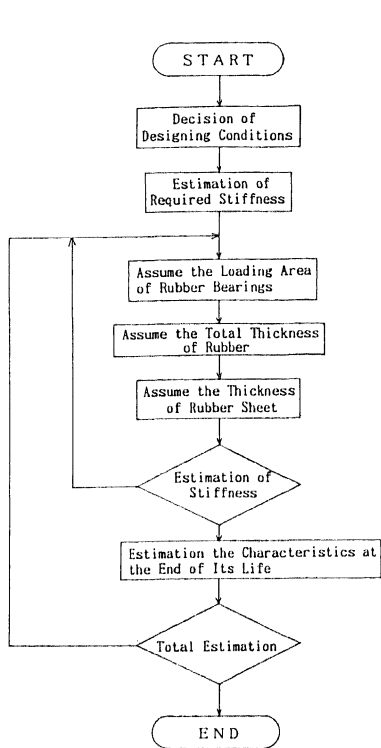 START
Decision of
Designing Conditions
Estimation of
Required Stiffness
Assume the Loading Area
of Rubber Bearings
Assume the Total Thickness
of Rubber
Assume the Thickness
of Rubber Sheet
Estimation of
Stiffness
Estimation the Characteristics at
the End of Its Life
Total Estimation
END